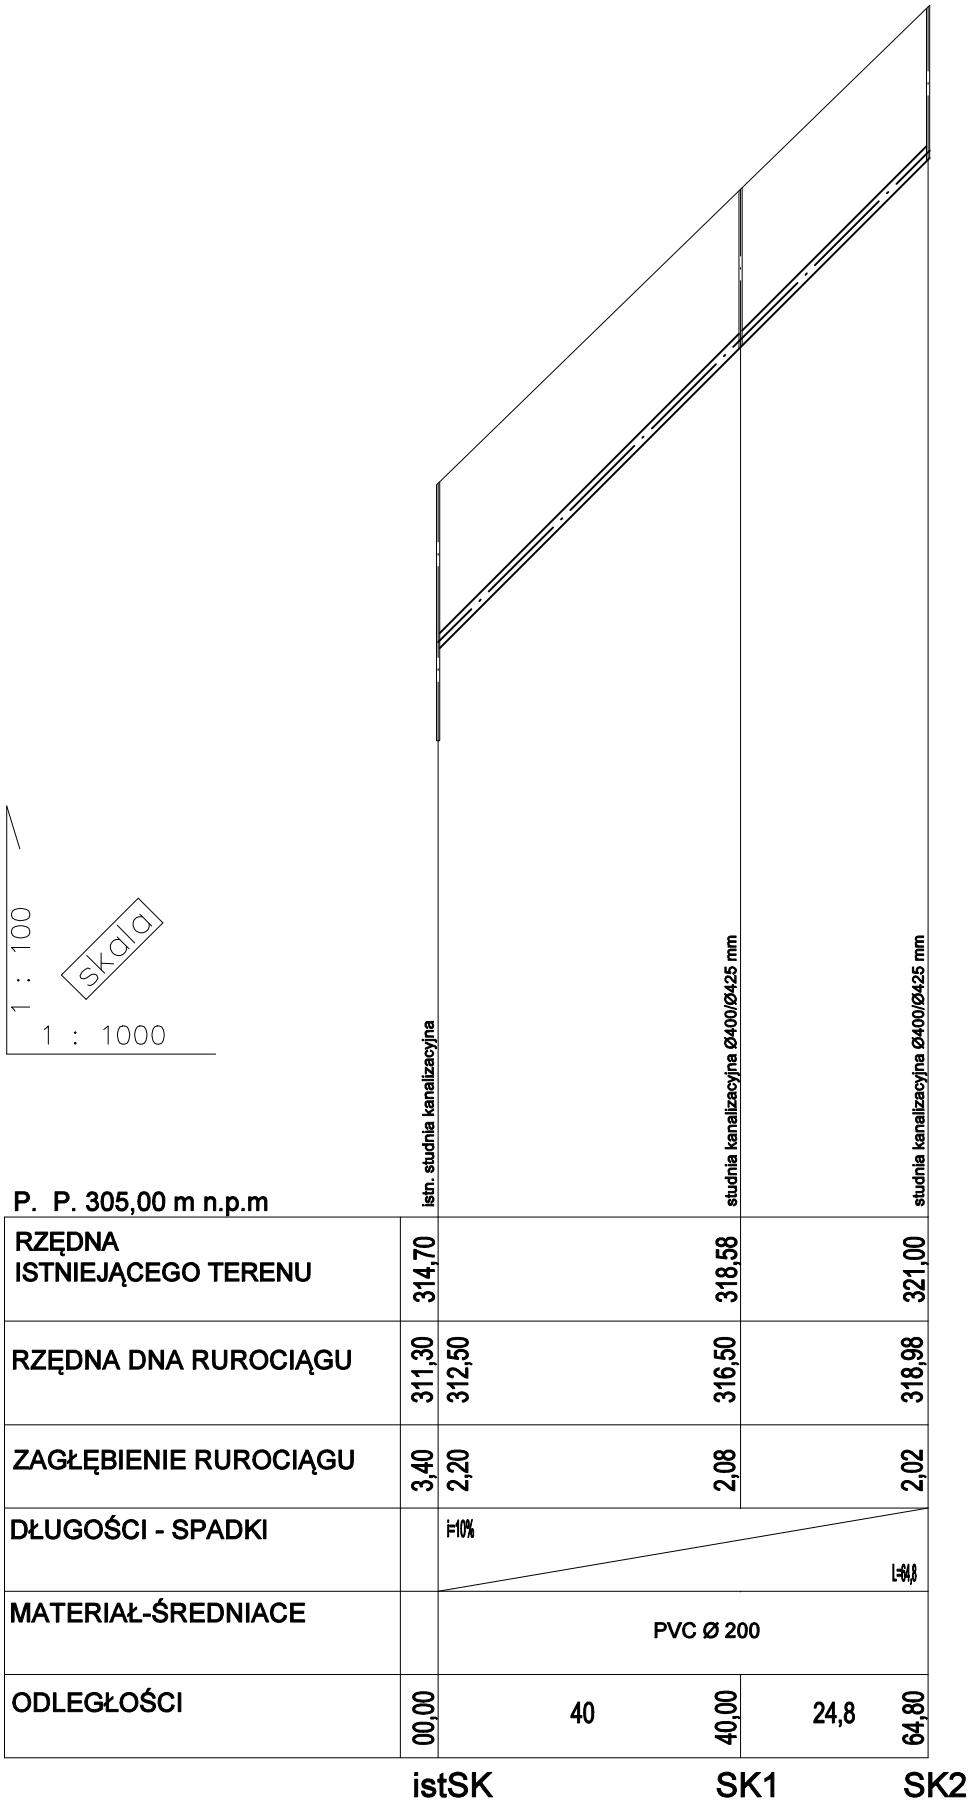 1 : 100
skala
1 : 1000
istn. studnia kanalizacyjna
studnia kanalizacyjna Ø400/Ø425 mm
studnia kanalizacyjna Ø400/Ø425 mm
P. P. 305,00 m n.p.m
RZĘDNA
ISTNIEJĄCEGO TERENU
314,70
318,58
321,00
RZĘDNA DNA RUROCIĄGU
311,30
312,50
316,50
318,98
ZAGŁĘBIENIE RUROCIĄGU
3,40
2,20
2,08
2,02
DŁUGOŚCI - SPADKI
i=10%
L=64,8
MATERIAŁ-ŚREDNIACE
PVC Ø 200
ODLEGŁOŚCI
00,00
40
40,00
24,8
64,80
istSK
SK1
SK2